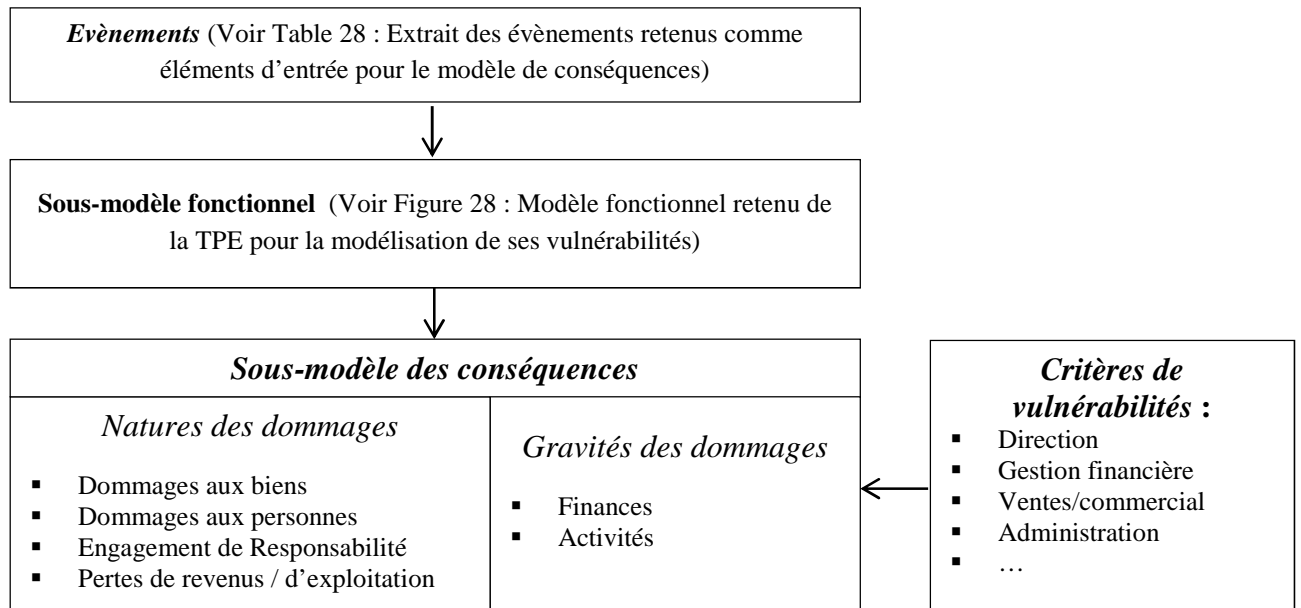 Evènements (Voir Table 28 : Extrait des évènements retenus comme
éléments d’entrée pour le modèle de conséquences)
Sous-modèle fonctionnel (Voir Figure 28 : Modèle fonctionnel retenu de
la TPE pour la modélisation de ses vulnérabilités)
Sous-modèle des conséquences
Natures des dommages
▪ Dommages aux biens
▪ Dommages aux personnes
▪ Engagement de Responsabilité
▪ Pertes de revenus / d’exploitation
Gravités des dommages
▪ Finances
▪ Activités
Critères de
vulnérabilités :
▪ Direction
▪ Gestion financière
▪ Ventes/commercial
▪ Administration
▪ …